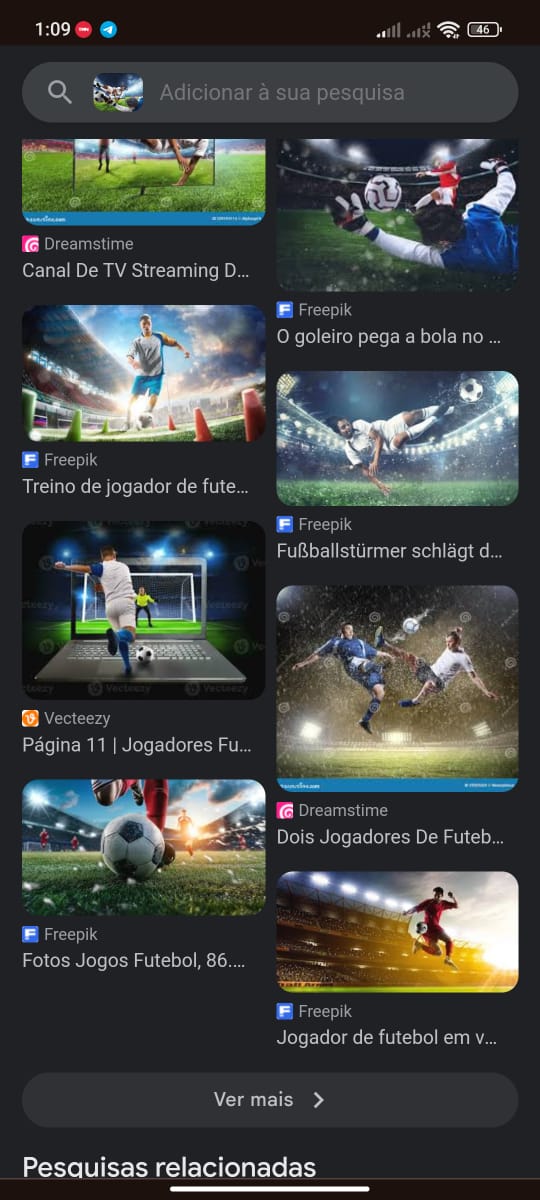 1:09
46
Adicionar à sua pesquisa
Dreamstime
Canal De TV Streaming D...
Freepik
O goleiro pega a bola no ...
Freepik
Treino de jogador de fute...
Freepik
Fußballstürmer schlägt d...
Vecteezy
Vecteezy
Vecteezy
Página 11 | Jogadores Fu...
Dreamstime
Dois Jogadores De Futeb...
Freepik
Fotos Jogos Futebol, 86....
Freepik
Jogador de futebol em v...
Ver mais
Pesquisas relacionadas